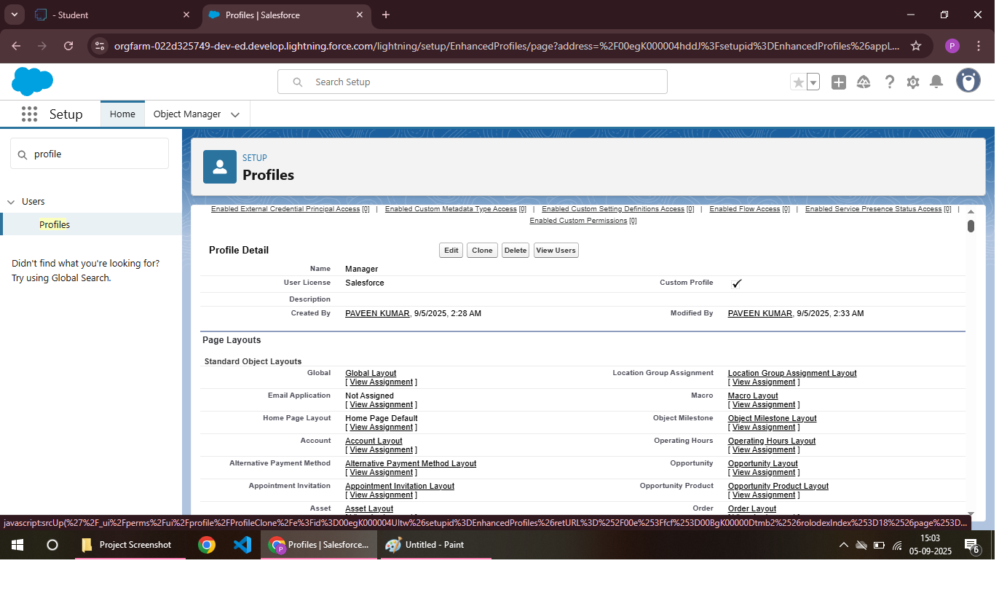 - Student
Profiles | Salesforce
orgfarm-022d325749-dev-ed.develop.lightning.force.com/lightning/setup/EnhancedProfiles/page?address=%2F00egK000004hddJ%3Fsetupid%3DEnhancedProfiles%26appL...
P
Search Setup
Setup
Home
Object Manager
profile
Users
Profiles
Didn't find what you're looking for?
Try using Global Search.
SETUP
Profiles
Enabled External Credential Principal Access [0] | Enabled Custom Metadata Type Access [0] | Enabled Custom Setting Definitions Access [0] | Enabled Flow Access [0] | Enabled Service Presence Status Access [0] |
Enabled Custom Permissions [0]
Profile Detail Edit Clone Delete View Users
Name Manager
User License Salesforce Custom Profile
Description
Created By PAVEEN KUMAR, 9/5/2025, 2:28 AM Modified By PAVEEN KUMAR, 9/5/2025, 2:33 AM
Page Layouts
Standard Object Layouts
Global Global Layout Location Group Assignment Location Group Assignment Layout
[ View Assignment ] [ View Assignment ]
Email Application Not Assigned Macro Macro Layout
[ View Assignment ] [ View Assignment ]
Home Page Layout Home Page Default Object Milestone Object Milestone Layout
[ View Assignment ] [ View Assignment ]
Account Account Layout Operating Hours Operating Hours Layout
[ View Assignment ] [ View Assignment ]
Alternative Payment Method Alternative Payment Method Layout Opportunity Opportunity Layout
[ View Assignment ] [ View Assignment ]
Appointment Invitation Appointment Invitation Layout Opportunity Product Opportunity Product Layout
[ View Assignment ] [ View Assignment ]
Asset Asset Layout Order Order Layout
javascript:srcUp(%27%2F_ui%2Fperms%2Fui%2Fprofile%2FProfileClone%2Fe%3Fid%3D00egK000004UItw%26setupid%3DEnhancedProfiles%26retURL%3D%252F00e%253Ffcf%253D00BgK00000Dtmb2%2526rolodexIndex%253D18%2526page%253D...
Project Screenshot
P
Profiles | Salesforce...
Untitled - Paint
15:03
05-09-2025
6